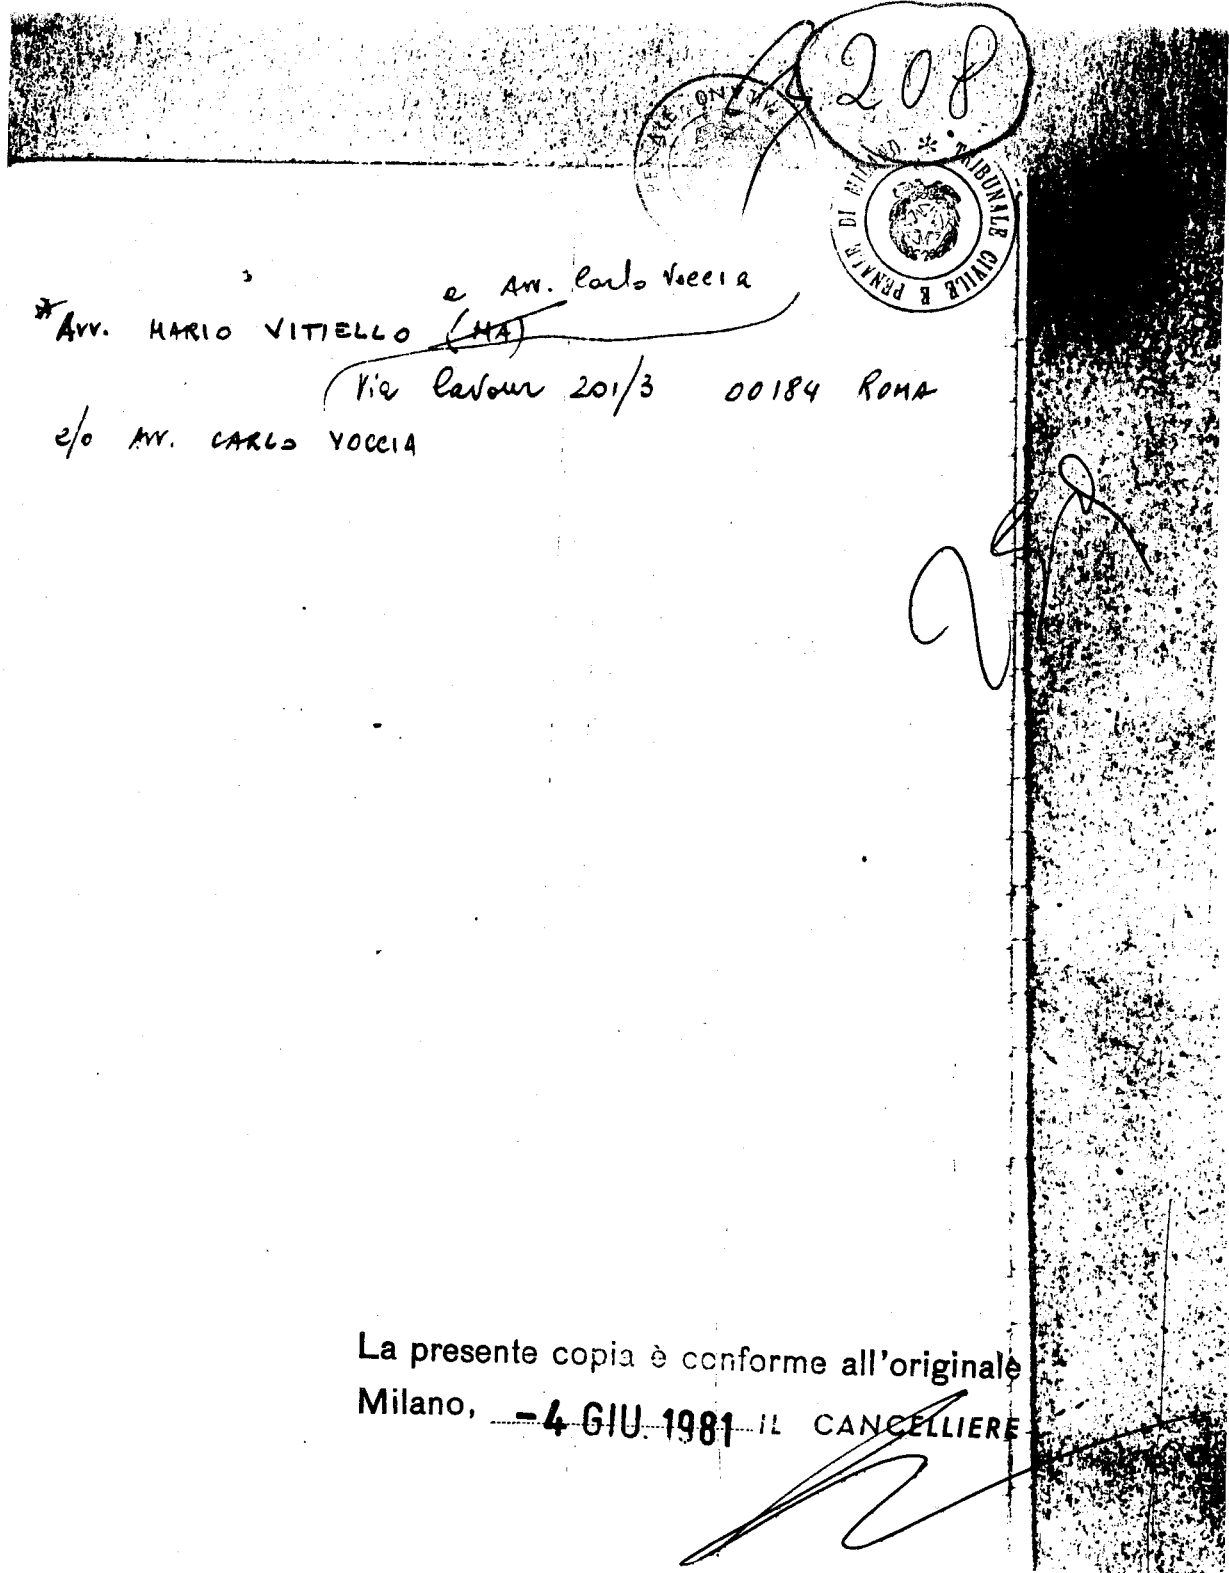 208
TRIBUNALE CIVILE E PENALE DI MILANO
e Avv. Carlo Voccia
* AVV. MARIO VITIELLO (MA)
Via Cavour 201/3 00184 ROMA
c/o AVV. CARLO VOCCIA
La presente copia è conforme all'originale
Milano, -4 GIU. 1981 IL CANCELLIERE